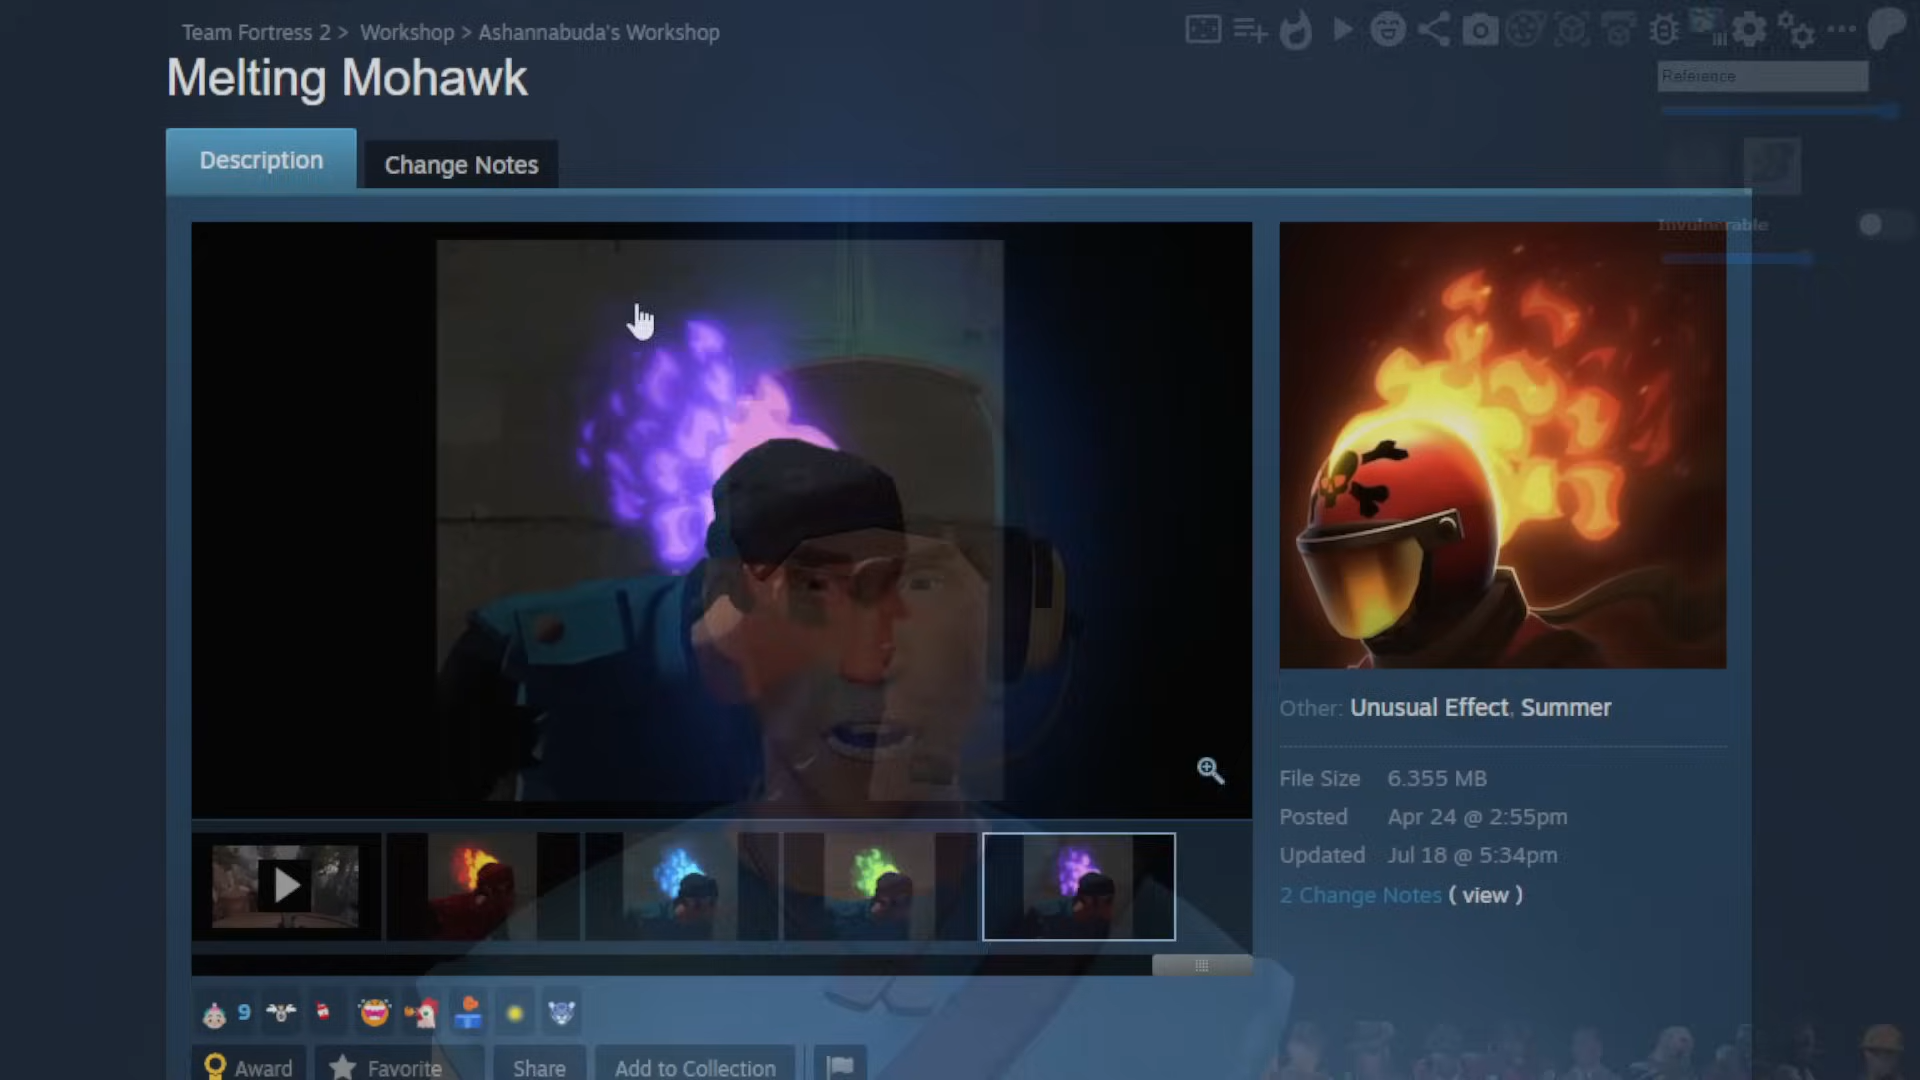 Team Fortress 2 > Workshop > Ashannabuda's Workshop
Melting Mohawk
Reference
Description
Change Notes
Invulnerable
Other: Unusual Effect, Summer
File Size 6.355 MB
Posted Apr 24 @ 2:55pm
Updated Jul 18 @ 5:34pm
2 Change Notes ( view )
9
Award
Favorite
Share
Add to Collection